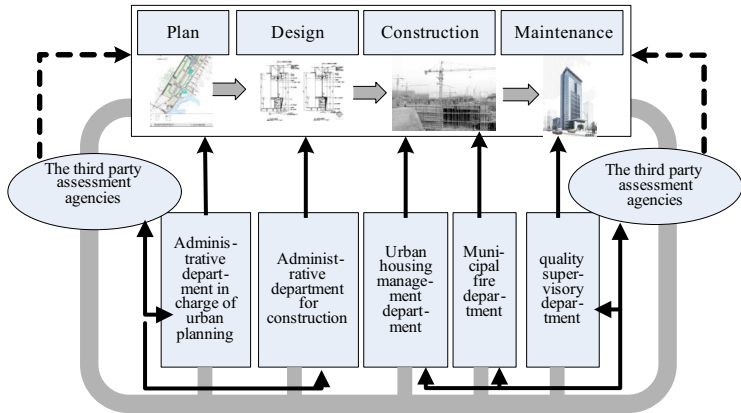 Plan
Design
Construction
Maintenance
The third party
assessment
agencies
The third party
assessment
agencies
Adminis-
trative
depart-
ment in
charge of
urban
planning
Administ-
rative
department
for
construction
Urban
housing
manage-
ment
depart-
ment
Muni-
cipal
fire
depar-
tment
quality
super-
visory
depart-
ment